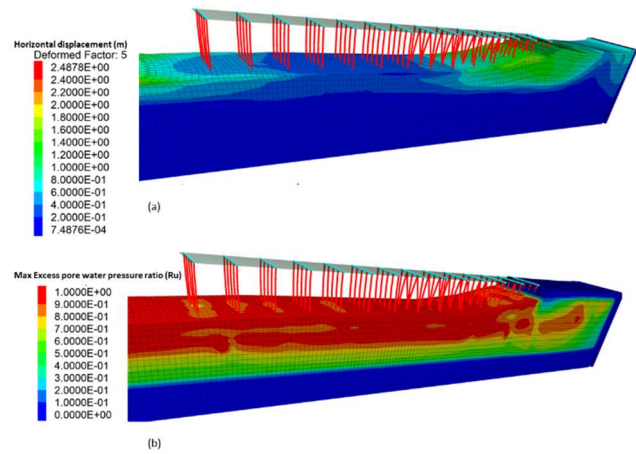 Horizontal displacement (m)
Deformed Factor: 5
2.4878E+00
2.4000E+00
2.2000E+00
2.0000E+00
1.8000E+00
1.6000E+00
1.4000E+00
1.2000E+00
1.0000E+00
8.0000E-01
6.0000E-01
4.0000E-01
2.0000E-01
7.4876E-04
(a)
Max Excess pore water pressure ratio (Ru)
1.0000E+00
9.0000E-01
8.0000E-01
7.0000E-01
6.0000E-01
5.0000E-01
4.0000E-01
3.0000E-01
2.0000E-01
1.0000E-01
0.0000E+00
(b)